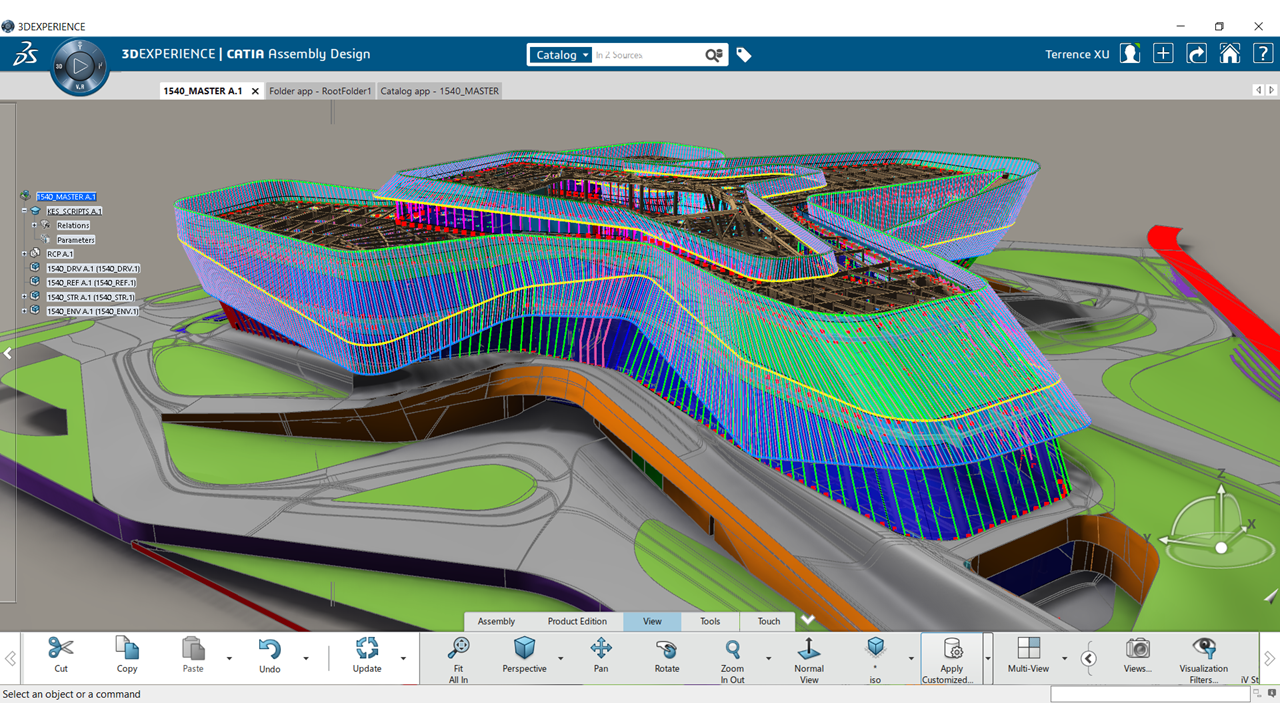 3DEXPERIENCE
3DEXPERIENCE | CATIA Assembly Design
Catalog
In 2 Sources
Terrence XU
3D
V.R
1540_MASTER A.1
Folder app - RootFolder1
Catalog app - 1540_MASTER
1540_MASTER A.1
KES_SCRIPTS A.1
Relations
Parameters
RCP A.1
1540_DRV A.1 (1540_DRV.1)
1540_REF A.1 (1540_REF.1)
1540_STR A.1 (1540_STR.1)
1540_ENV A.1 (1540_ENV.1)
Z
X
Y
Assembly
Product Edition
View
Tools
Touch
Cut
Copy
Paste
Undo
Update
Fit
All In
Perspective
Pan
Rotate
Zoom
In Out
Normal
View
*
iso
Apply
Customized...
Multi-View
Views...
Visualization
Filters...
iV St
Select an object or a command